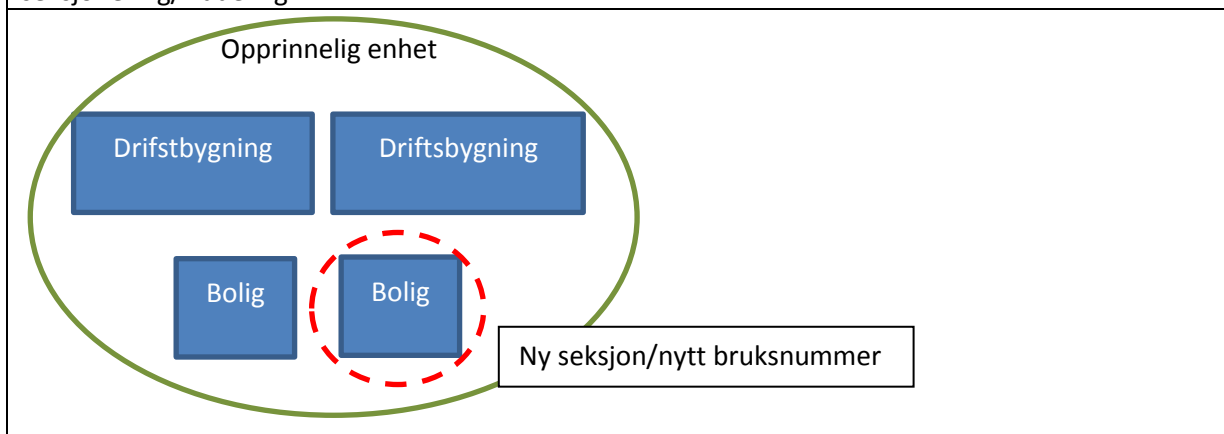 Opprinnelig enhet
Drifstbygning
Driftsbygning
Bolig
Bolig
Ny seksjon/nytt bruksnummer